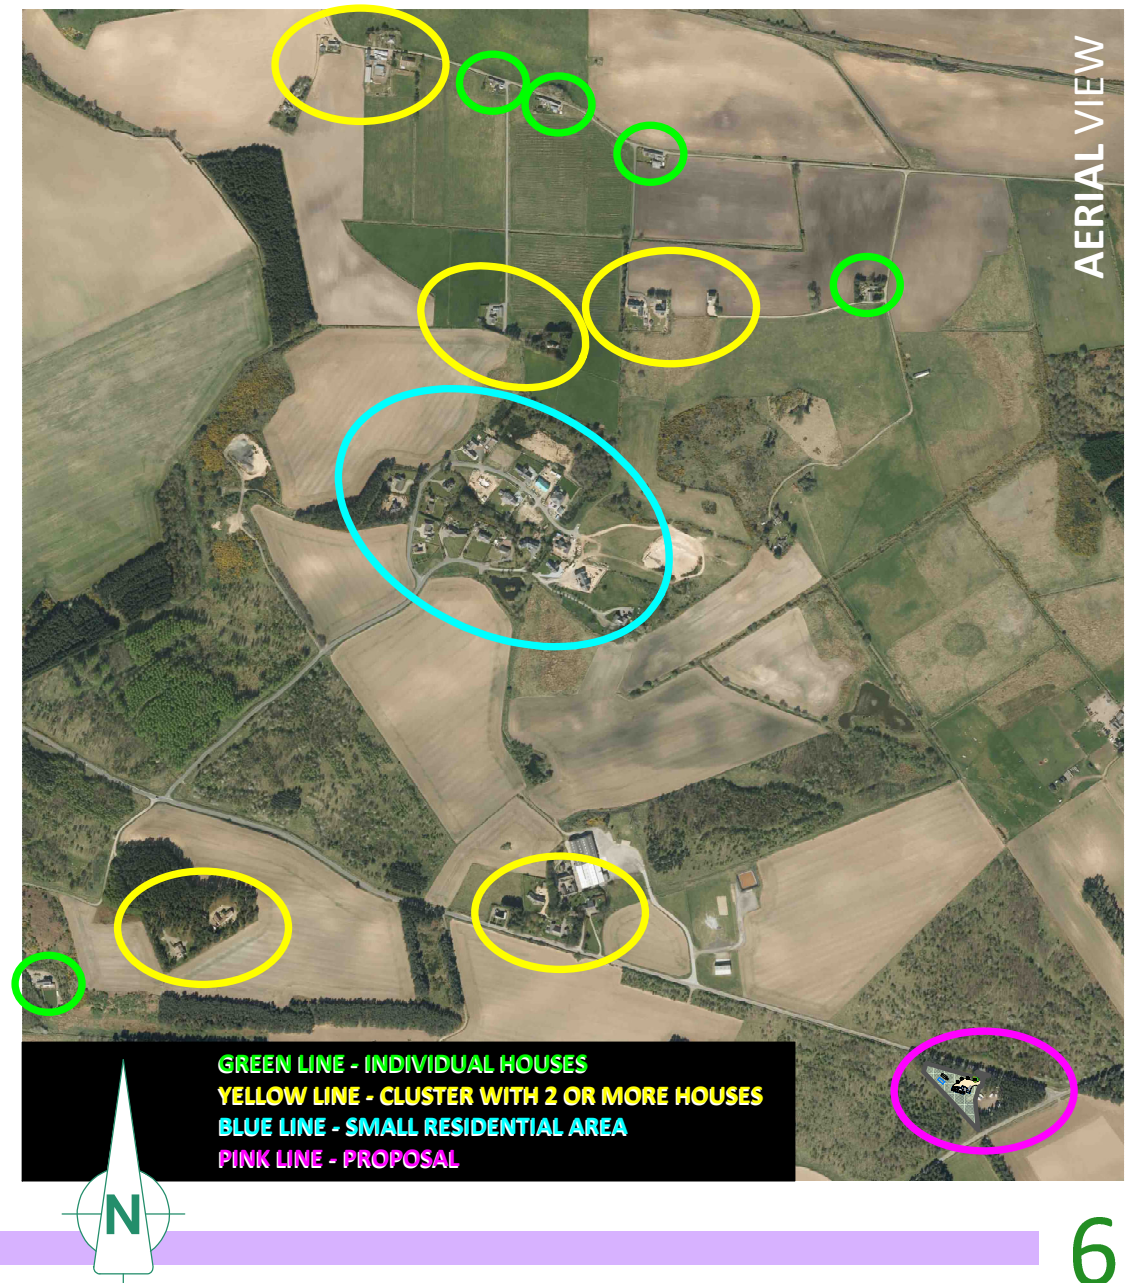 AERIAL VIEW
GREEN LINE - INDIVIDUAL HOUSES
YELLOW LINE - CLUSTER WITH 2 OR MORE HOUSES
BLUE LINE - SMALL RESIDENTIAL AREA
PINK LINE - PROPOSAL
N
6